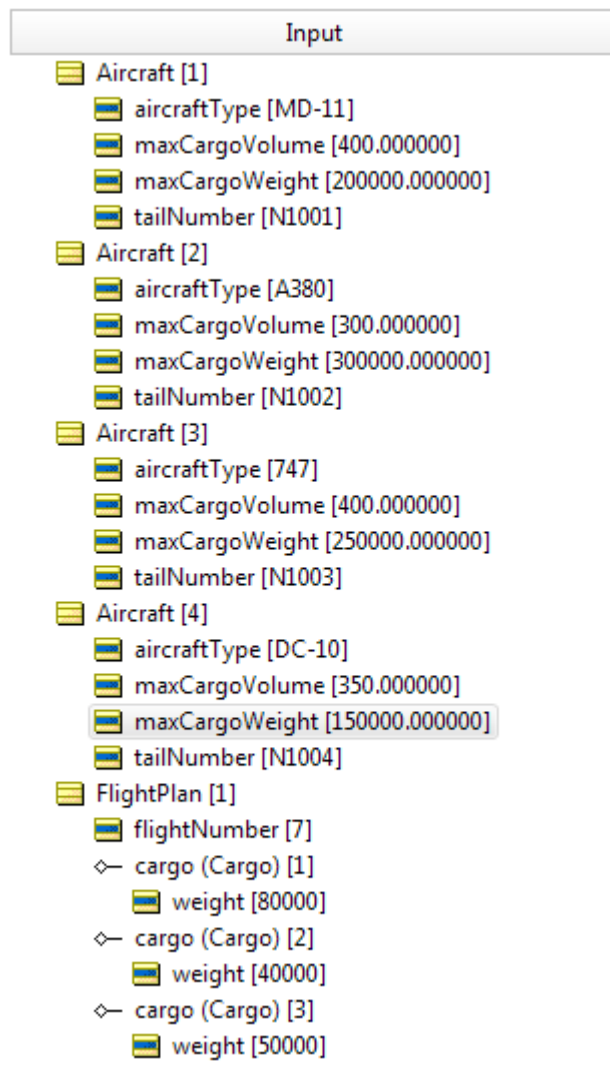 Input
Aircraft [1]
aircraftType [MD-11]
maxCargoVolume [400.000000]
maxCargoWeight [200000.000000]
tailNumber [N1001]
Aircraft [2]
aircraftType [A380]
maxCargoVolume [300.000000]
maxCargoWeight [300000.000000]
tailNumber [N1002]
Aircraft [3]
aircraftType [747]
maxCargoVolume [400.000000]
maxCargoWeight [250000.000000]
tailNumber [N1003]
Aircraft [4]
aircraftType [DC-10]
maxCargoVolume [350.000000]
maxCargoWeight [150000.000000]
tailNumber [N1004]
FlightPlan [1]
flightNumber [7]
cargo (Cargo) [1]
weight [80000]
cargo (Cargo) [2]
weight [40000]
cargo (Cargo) [3]
weight [50000]